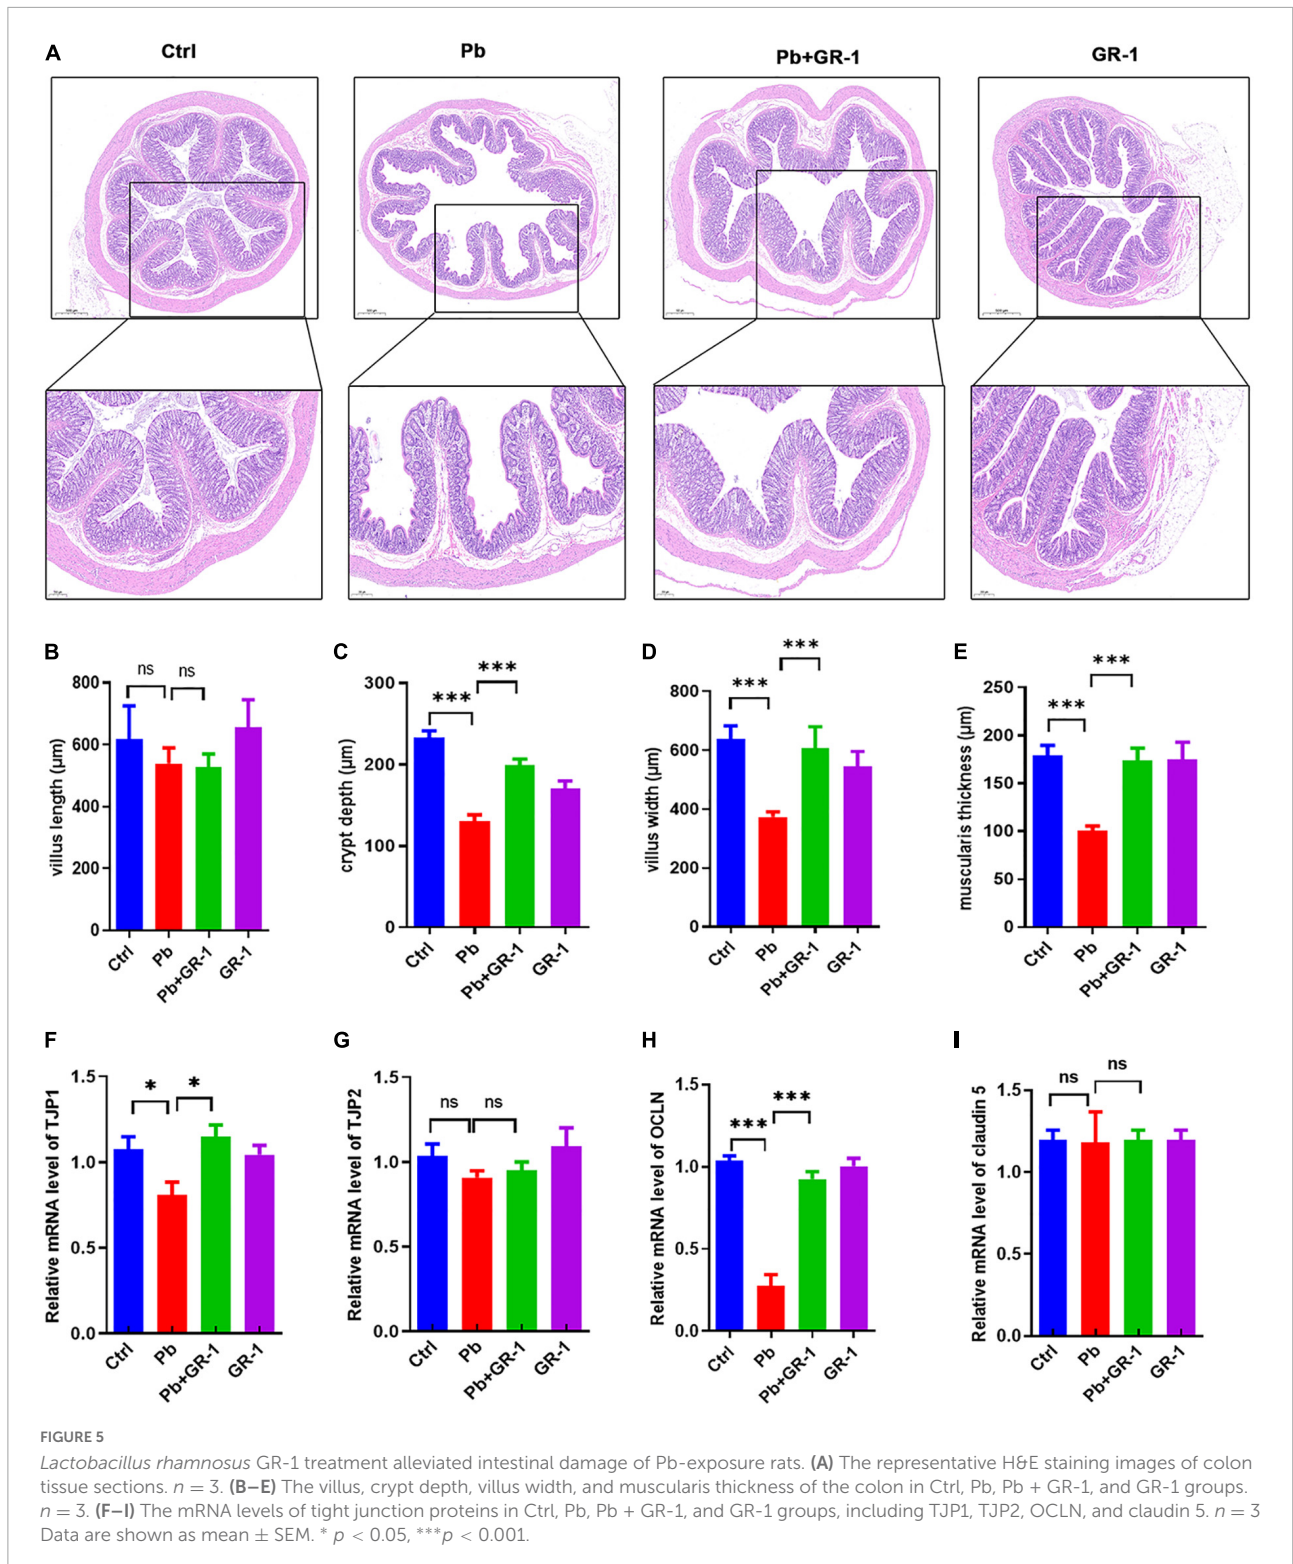 A
Ctrl
Pb
Pb+GR-1
GR-1
B
villus length (μm)
800
600
400
200
0
ns
ns
Ctrl
Pb
Pb+GR-1
GR-1
C
crypt depth (μm)
300
200
100
0
***
***
Ctrl
Pb
Pb+GR-1
GR-1
D
villus width (μm)
800
600
400
200
0
***
***
Ctrl
Pb
Pb+GR-1
GR-1
E
muscularis thickness (μm)
250
200
150
100
50
0
***
***
Ctrl
Pb
Pb+GR-1
GR-1
F
Relative mRNA level of TJP1
1.5
1.0
0.5
0.0
*
*
Ctrl
Pb
Pb+GR-1
GR-1
G
Relative mRNA level of TJP2
1.5
1.0
0.5
0.0
ns
ns
Ctrl
Pb
Pb+GR-1
GR-1
H
Relative mRNA level of OCLN
1.5
1.0
0.5
0.0
***
***
Ctrl
Pb
Pb+GR-1
GR-1
I
Relative mRNA level of claudin 5
1.5
1.0
0.5
0.0
ns
ns
Ctrl
Pb
Pb+GR-1
GR-1
FIGURE 5
Lactobacillus rhamnosus GR-1 treatment alleviated intestinal damage of Pb-exposure rats. (A) The representative H&E staining images of colon
tissue sections. n = 3. (B–E) The villus, crypt depth, villus width, and muscularis thickness of the colon in Ctrl, Pb, Pb + GR-1, and GR-1 groups.
n = 3. (F–I) The mRNA levels of tight junction proteins in Ctrl, Pb, Pb + GR-1, and GR-1 groups, including TJP1, TJP2, OCLN, and claudin 5. n = 3
Data are shown as mean ± SEM. * p < 0.05, ***p < 0.001.